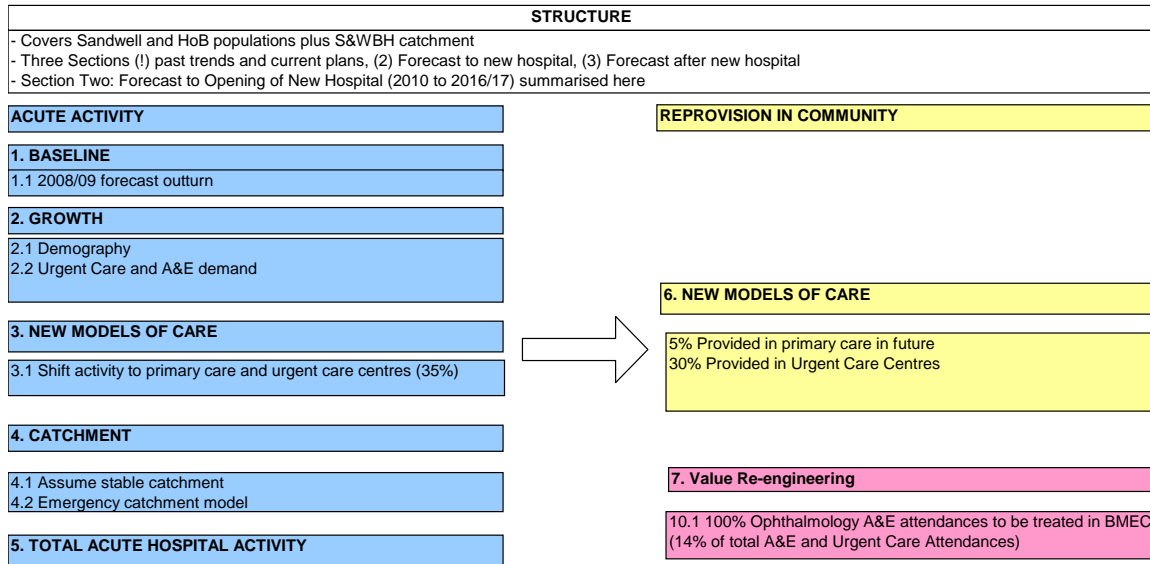 STRUCTURE
- Covers Sandwell and HoB populations plus S&WBH catchment
- Three Sections (!) past trends and current plans, (2) Forecast to new hospital, (3) Forecast after new hospital
- Section Two: Forecast to Opening of New Hospital (2010 to 2016/17) summarised here
ACUTE ACTIVITY
1. BASELINE
1.1 2008/09 forecast outturn
2. GROWTH
2.1 Demography
2.2 Urgent Care and A&E demand
3. NEW MODELS OF CARE
3.1 Shift activity to primary care and urgent care centres (35%)
4. CATCHMENT
4.1 Assume stable catchment
4.2 Emergency catchment model
5. TOTAL ACUTE HOSPITAL ACTIVITY
REPROVISION IN COMMUNITY
6. NEW MODELS OF CARE
5% Provided in primary care in future
30% Provided in Urgent Care Centres
7. Value Re-engineering
10.1 100% Ophthalmology A&E attendances to be treated in BMEC
(14% of total A&E and Urgent Care Attendances)